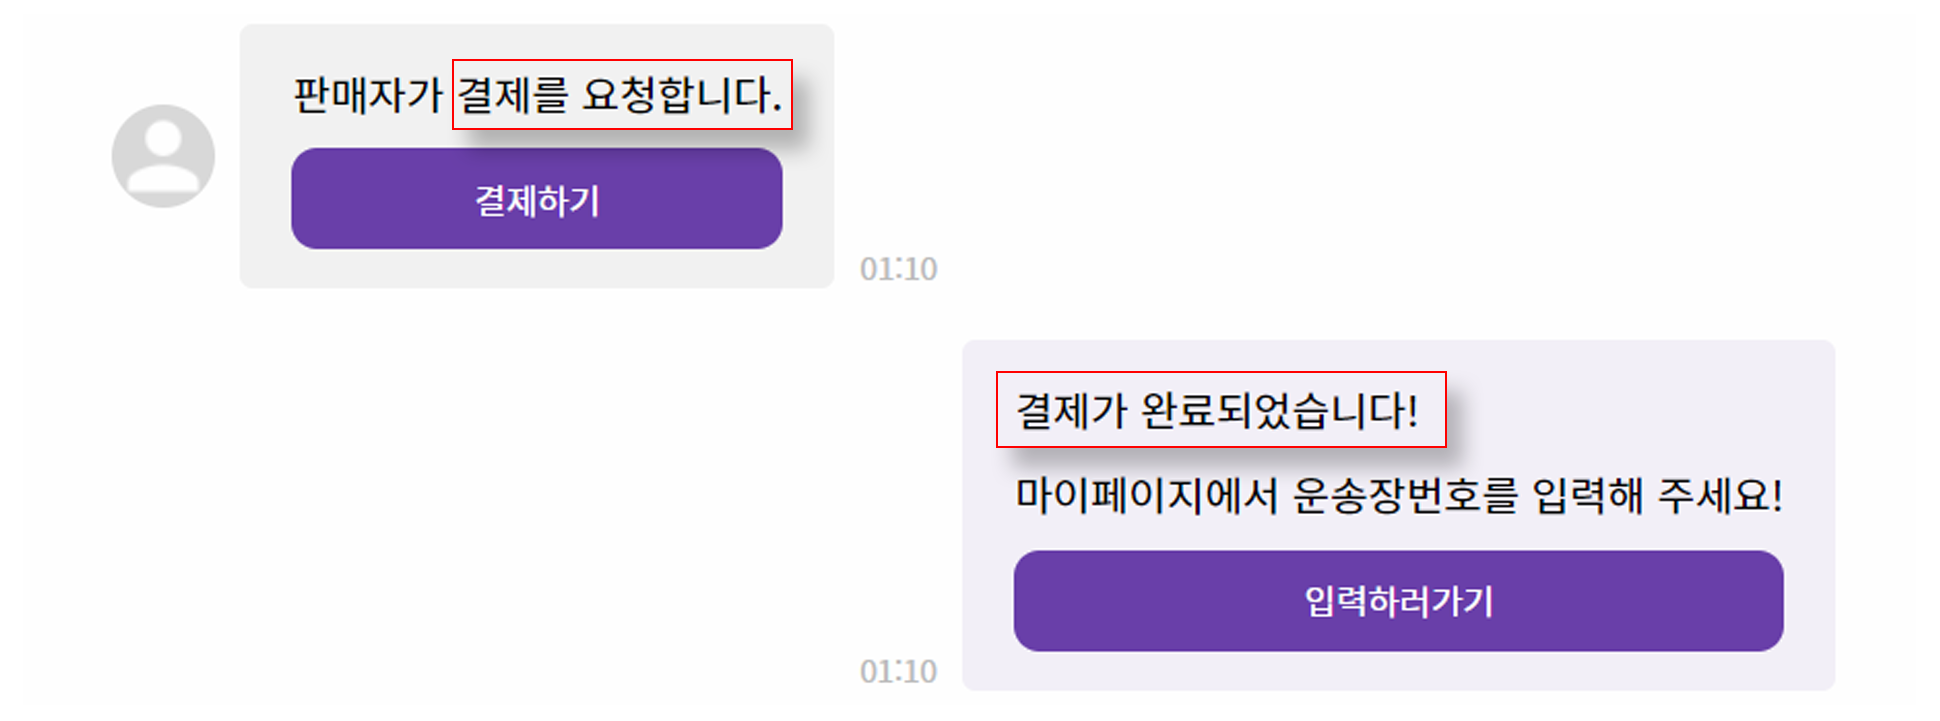 판매자가 결제를 요청합니다.
결제하기
01:10
결제가 완료되었습니다!
마이페이지에서 운송장번호를 입력해 주세요!
입력하러가기
01:10